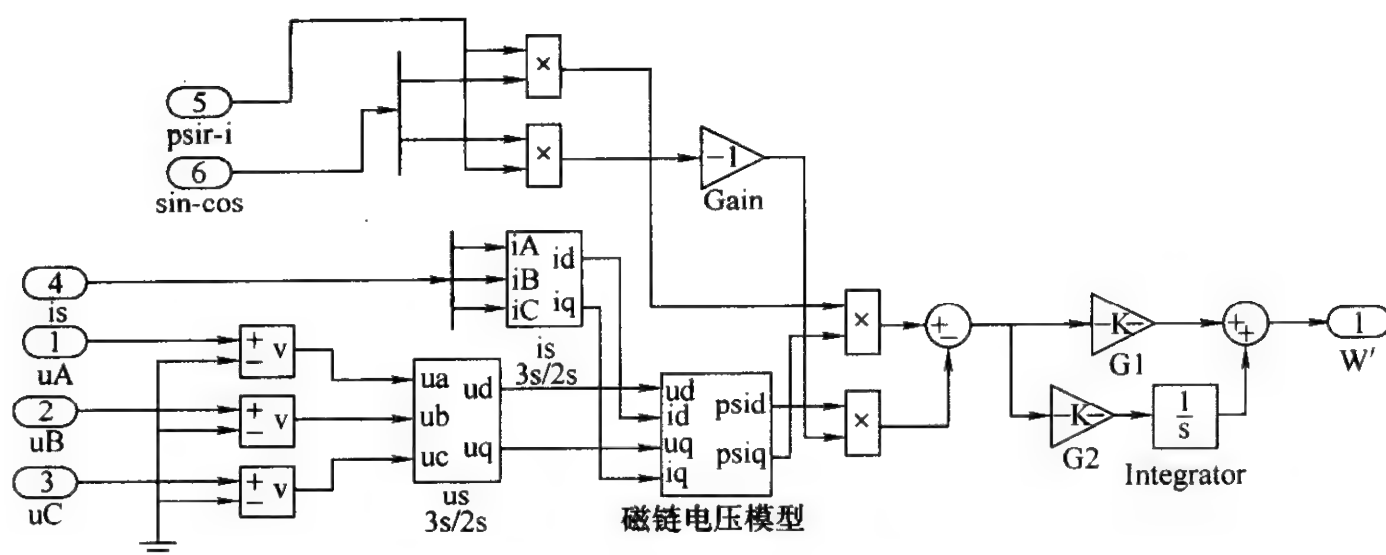 5
psir-i
6
sin-cos
×
×
-1
Gain
4
is
1
uA
2
uB
3
uC
+
−
v
+
−
v
+
−
v
iA
iB
iC
id
iq
is
3s/2s
ua
ub
uc
ud
uq
us
3s/2s
ud
id
uq
iq
psid
psiq
磁链电压模型
×
×
+
−
-K-
G1
-K-
G2
1
s
Integrator
+
+
1
W'